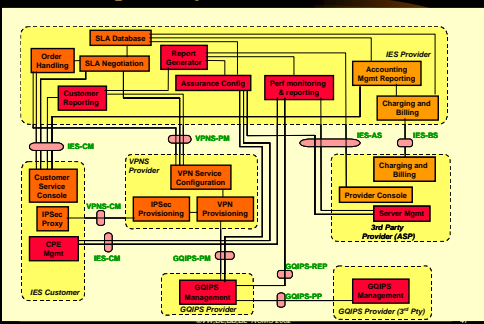 SLA Database
Order
Handling
SLA Negotiation
Report
Generator
IES Provider
Accounting
Mgmt Reporting
Assurance Config
Perf monitoring
& reporting
Customer
Reporting
Charging and
Billing
VPNS-PM
IES-AS
IES-BS
IES-CM
VPNS
Provider
VPN Service
Configuration
Charging and
Billing
Customer
Service
Console
Provider Console
VPNS-CM
IPSec
Provisioning
VPN
Provisioning
IPSec
Proxy
Server Mgmt
3rd Party
Provider (ASP)
CPE
Mgmt
IES-CM
GQIPS-PM
GQIPS-REP
IES Customer
GQIPS
Management
GQIPS-PP
GQIPS
Management
GQIPS Provider
GQIPS Provider (3rd Pty)